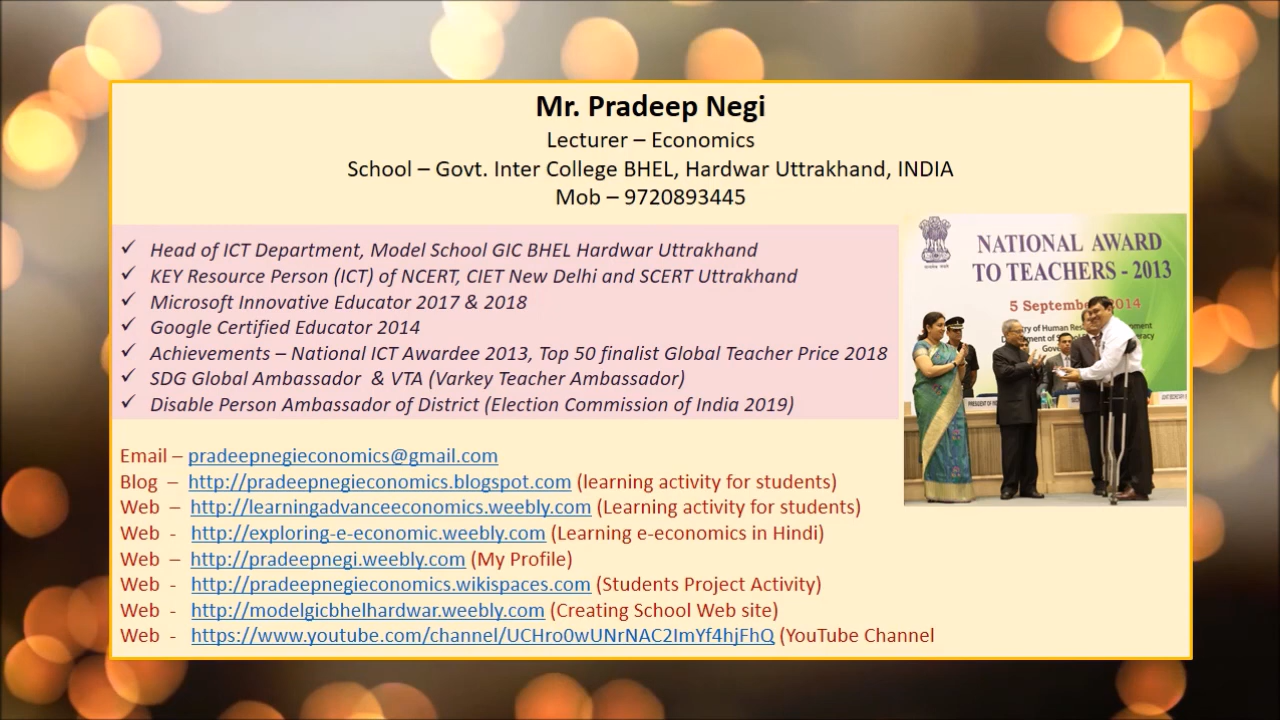 Mr. Pradeep Negi
Lecturer – Economics
School – Govt. Inter College BHEL, Hardwar Uttrakhand, INDIA
Mob – 9720893445
✓ Head of ICT Department, Model School GIC BHEL Hardwar Uttrakhand
✓ KEY Resource Person (ICT) of NCERT, CIET New Delhi and SCERT Uttrakhand
✓ Microsoft Innovative Educator 2017 & 2018
✓ Google Certified Educator 2014
✓ Achievements – National ICT Awardee 2013, Top 50 finalist Global Teacher Price 2018
✓ SDG Global Ambassador & VTA (Varkey Teacher Ambassador)
✓ Disable Person Ambassador of District (Election Commission of India 2019)
NATIONAL AWARD
TO TEACHERS - 2013
5 September 2014
of Human
Email – pradeepnegieconomics@gmail.com
Blog – http://pradeepnegieconomics.blogspot.com (learning activity for students)
Web – http://learningadvanceeconomics.weebly.com (Learning activity for students)
Web - http://exploring-e-economic.weebly.com (Learning e-economics in Hindi)
Web – http://pradeepnegi.weebly.com (My Profile)
Web - http://pradeepnegieconomics.wikispaces.com (Students Project Activity)
Web - http://modelgicbhelhardwar.weebly.com (Creating School Web site)
Web - https://www.youtube.com/channel/UCHro0wUNrNAC2ImYf4hjFhQ (YouTube Channel